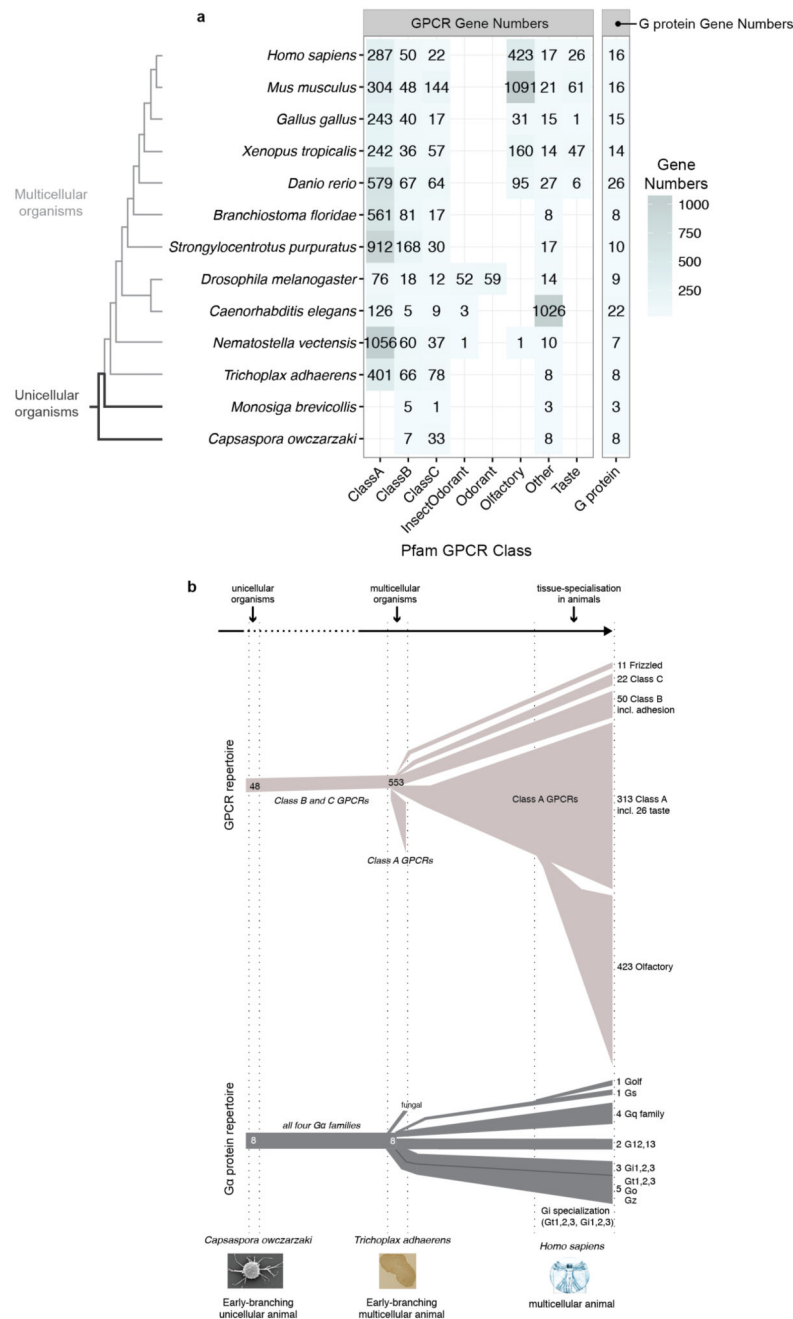 a
GPCR Gene Numbers
G protein Gene Numbers
Homo sapiens 287 50 22 423 17 26 16
Mus musculus 304 48 144 1091 21 61 16
Gallus gallus 243 40 17 31 15 1 15
Xenopus tropicalis 242 36 57 160 14 47 14
Danio rerio 579 67 64 95 27 6 26
Branchiostoma floridae 561 81 17 8 8
Strongylocentrotus purpuratus 912 168 30 17 10
Drosophila melanogaster 76 18 12 52 59 14 9
Caenorhabditis elegans 126 5 9 3 1026 22
Nematostella vectensis 1056 60 37 1 1 10 7
Trichoplax adhaerens 401 66 78 8 8
Monosiga brevicollis 5 1 3 3
Capsaspora owczarzaki 7 33 8 8
Multicellular
organisms
Unicellular
organisms
Gene
Numbers
1000
750
500
250
ClassA
ClassB
ClassC
InsectOdorant
Odorant
Olfactory
Other
Taste
G protein
Pfam GPCR Class
b
unicellular
organisms
multicellular
organisms
tissue-specialisation
in animals
GPCR repertoire
48
Class B and C GPCRs
553
Class A GPCRs
Class A GPCRs
11 Frizzled
22 Class C
50 Class B
incl. adhesion
313 Class A
incl. 26 taste
423 Olfactory
Gα protein repertoire
8
all four Gα families
8
fungal
1 Golf
1 Gs
4 Gq family
2 G12,13
3 Gi1,2,3
Gt1,2,3
5 Go
Gz
Gi specialization
(Gt1,2,3, Gi1,2,3)
Capsaspora owczarzaki
Trichoplax adhaerens
Homo sapiens
Early-branching
unicellular animal
Early-branching
multicellular animal
multicellular animal